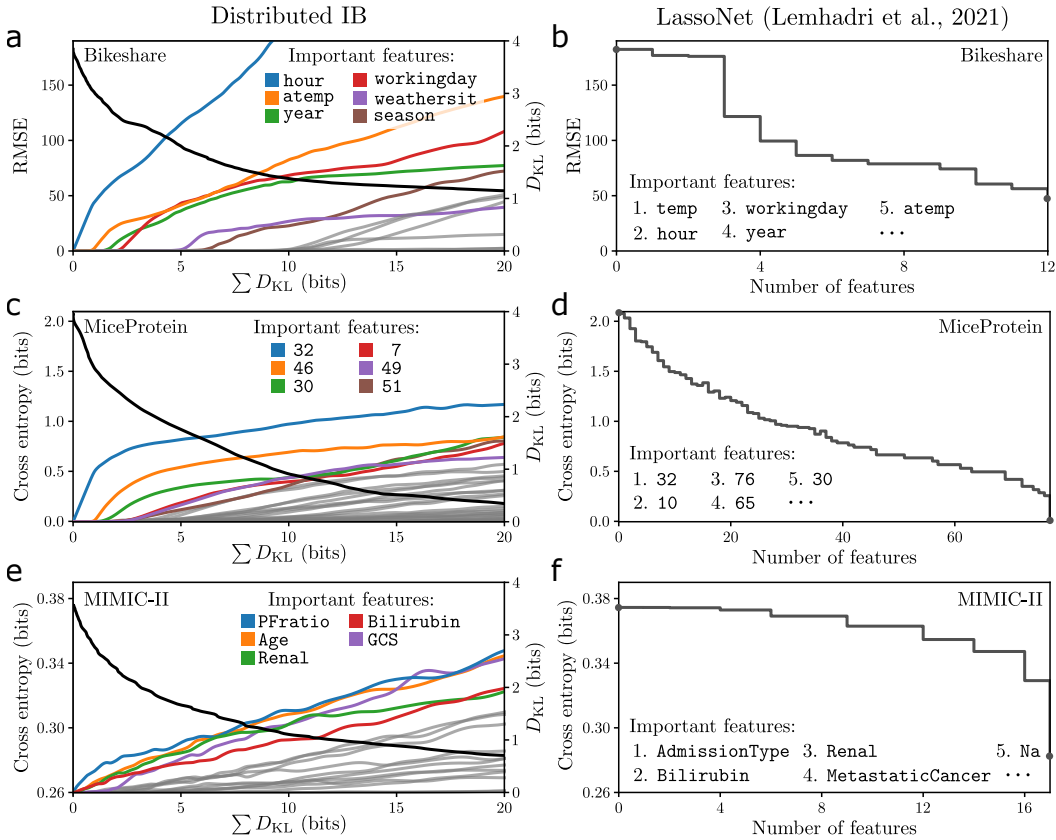 Distributed IB
LassoNet (Lemhadri et al., 2021)
a
Bikeshare
Important features:
hour
atemp
year
workingday
weathersit
season
RMSE
0
50
100
150
0
1
2
3
4
D_KL (bits)
0
5
10
15
20
∑ D_KL (bits)
b
Bikeshare
RMSE
0
50
100
150
Important features:
1. temp 3. workingday 5. atemp
2. hour 4. year ...
0
4
8
12
Number of features
c
MiceProtein
Important features:
32
46
30
7
49
51
Cross entropy (bits)
0.0
0.5
1.0
1.5
2.0
0
1
2
3
4
D_KL (bits)
0
5
10
15
20
∑ D_KL (bits)
d
MiceProtein
Cross entropy (bits)
0.0
0.5
1.0
1.5
2.0
Important features:
1. 32 3. 76 5. 30
2. 10 4. 65 ...
0
20
40
60
Number of features
e
MIMIC-II
Important features:
PFratio
Age
Renal
Bilirubin
GCS
Cross entropy (bits)
0.26
0.30
0.34
0.38
0
1
2
3
4
D_KL (bits)
0
5
10
15
20
∑ D_KL (bits)
f
MIMIC-II
Cross entropy (bits)
0.26
0.30
0.34
0.38
Important features:
1. AdmissionType 3. Renal 5. Na
2. Bilirubin 4. MetastaticCancer ...
0
4
8
12
16
Number of features